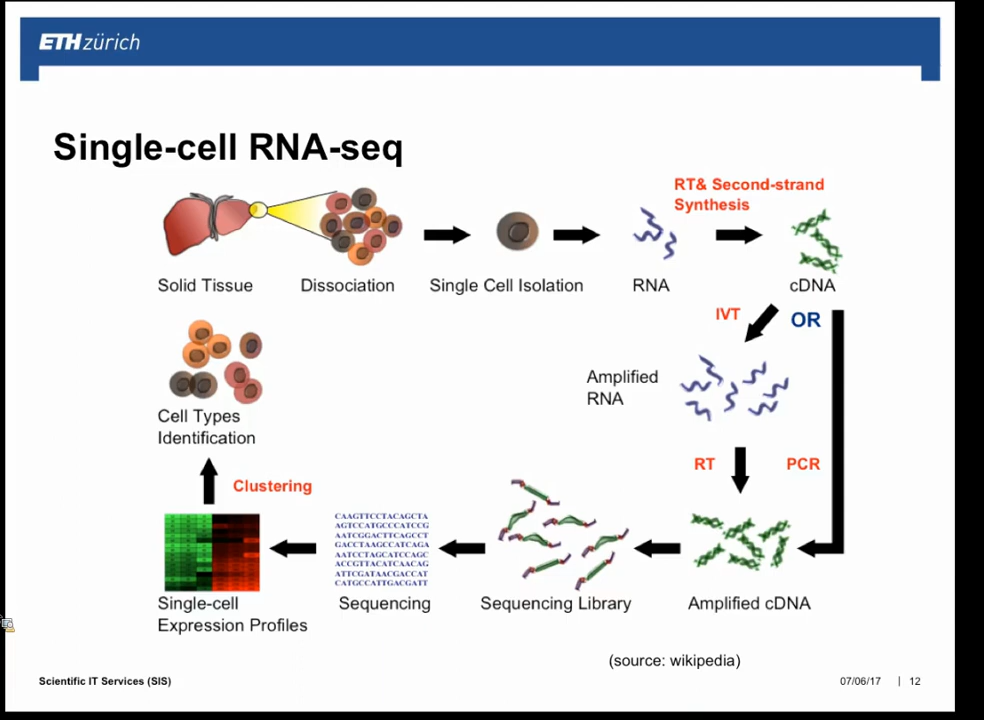 ETH zürich
Single-cell RNA-seq
RT& Second-strand
Synthesis
Solid Tissue
Dissociation
Single Cell Isolation
RNA
cDNA
IVT
OR
Amplified
RNA
Cell Types
Identification
RT
PCR
Clustering
CAAGTTCCTACAGCTA
AGTCCATGCCCATCCG
AATCGGACTTCAGCCT
GACCTAAGCCATCAGA
AATCCTAGCATCCAGC
ACCGTTACATCAACAG
ATTCGATAACGACCAT
CATGCCATTGACGATT
Single-cell
Expression Profiles
Sequencing
Sequencing Library
Amplified cDNA
(source: wikipedia)
Scientific IT Services (SIS)
07/06/17 | 12